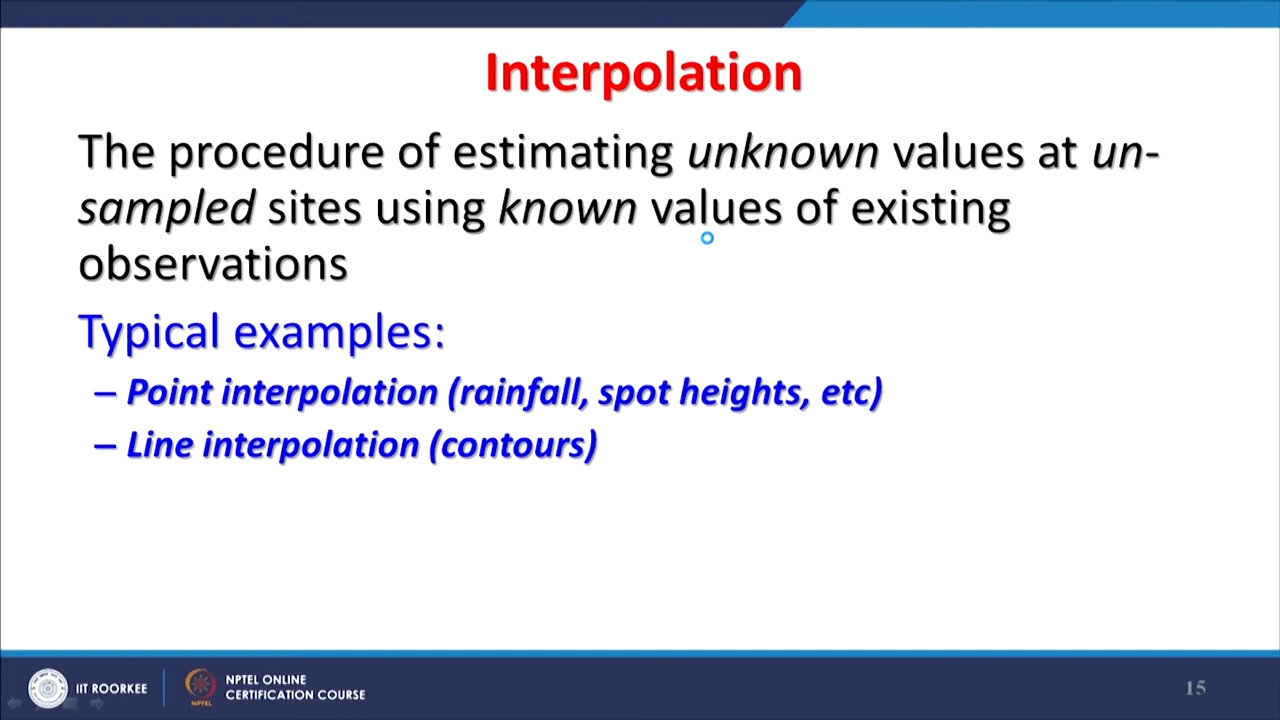 Interpolation
The procedure of estimating unknown values at un-
sampled sites using known values of existing
observations
Typical examples:
– Point interpolation (rainfall, spot heights, etc)
– Line interpolation (contours)
IIT ROORKEE
NPTEL
NPTEL ONLINE
CERTIFICATION COURSE
15